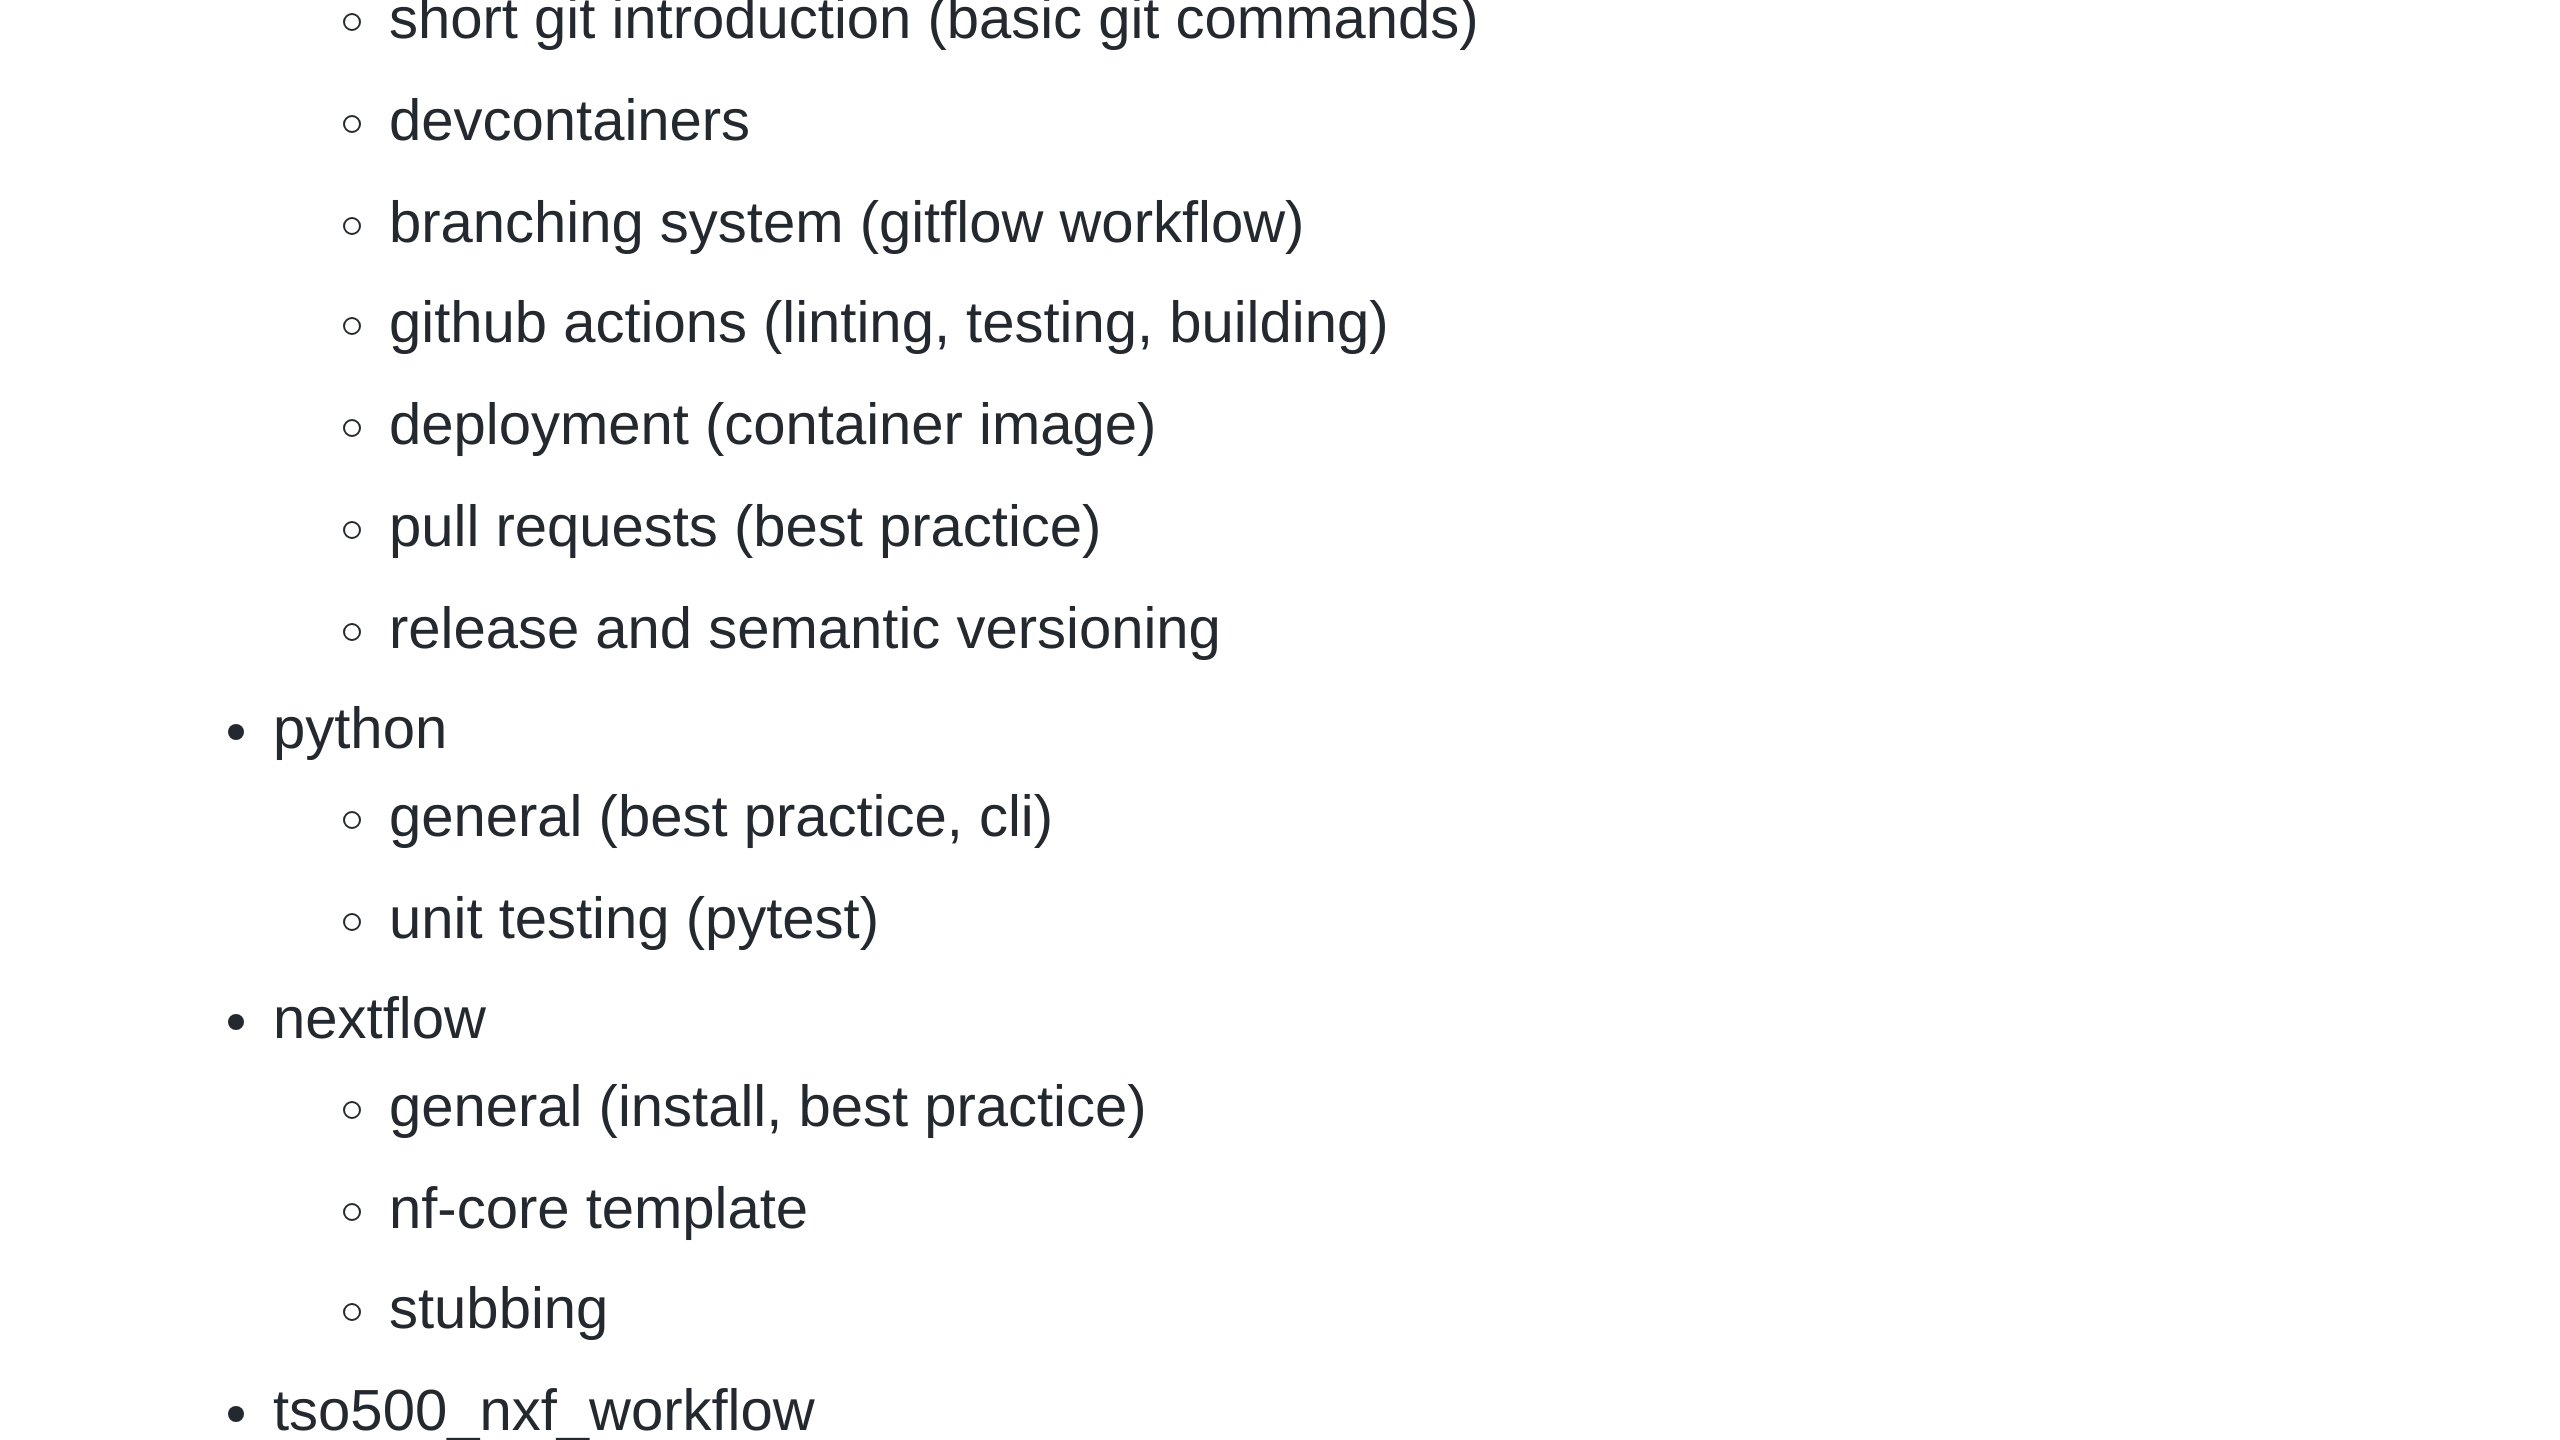 short git introduction (basic git commands)
devcontainers
branching system (gitflow workflow)
github actions (linting, testing, building)
deployment (container image)
pull requests (best practice)
release and semantic versioning
python
general (best practice, cli)
unit testing (pytest)
nextflow
general (install, best practice)
nf-core template
stubbing
tso500_nxf_workflow